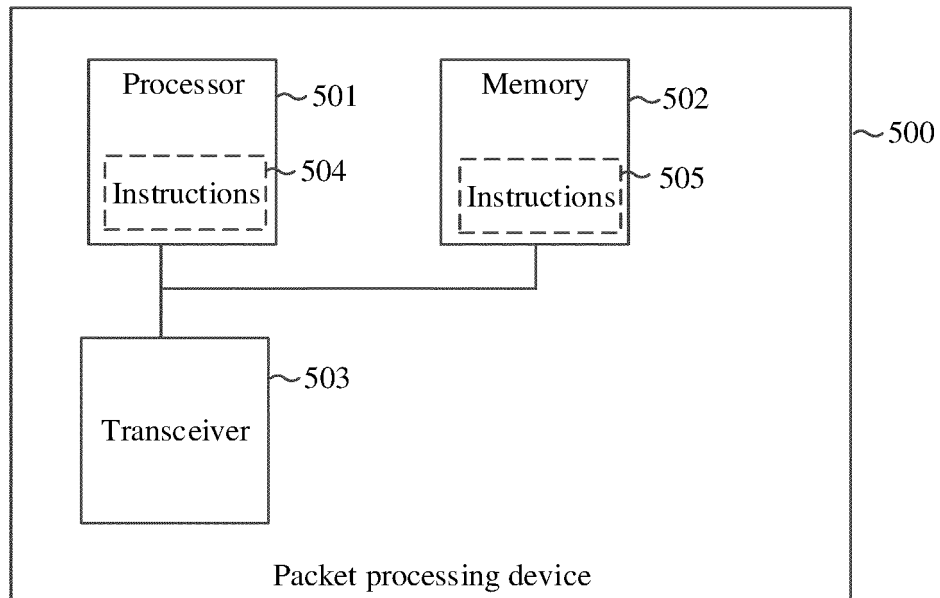 Processor
501
Instructions
504
Memory
502
Instructions
505
500
Transceiver
503
Packet processing device